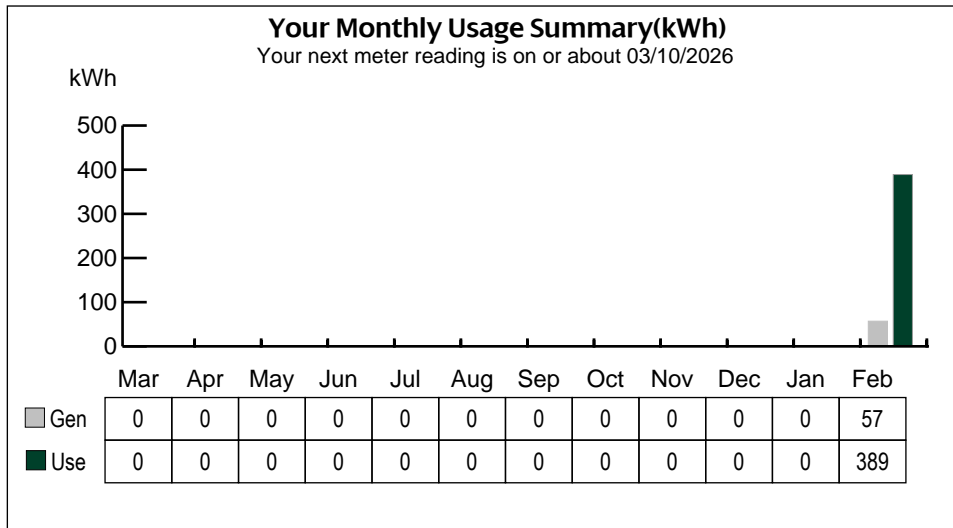 Your Monthly Usage Summary(kWh)
Your next meter reading is on or about 03/10/2026
kWh
500
400
300
200
100
0
Mar Apr May Jun Jul Aug Sep Oct Nov Dec Jan Feb
Gen 0 0 0 0 0 0 0 0 0 0 0 57
Use 0 0 0 0 0 0 0 0 0 0 0 389